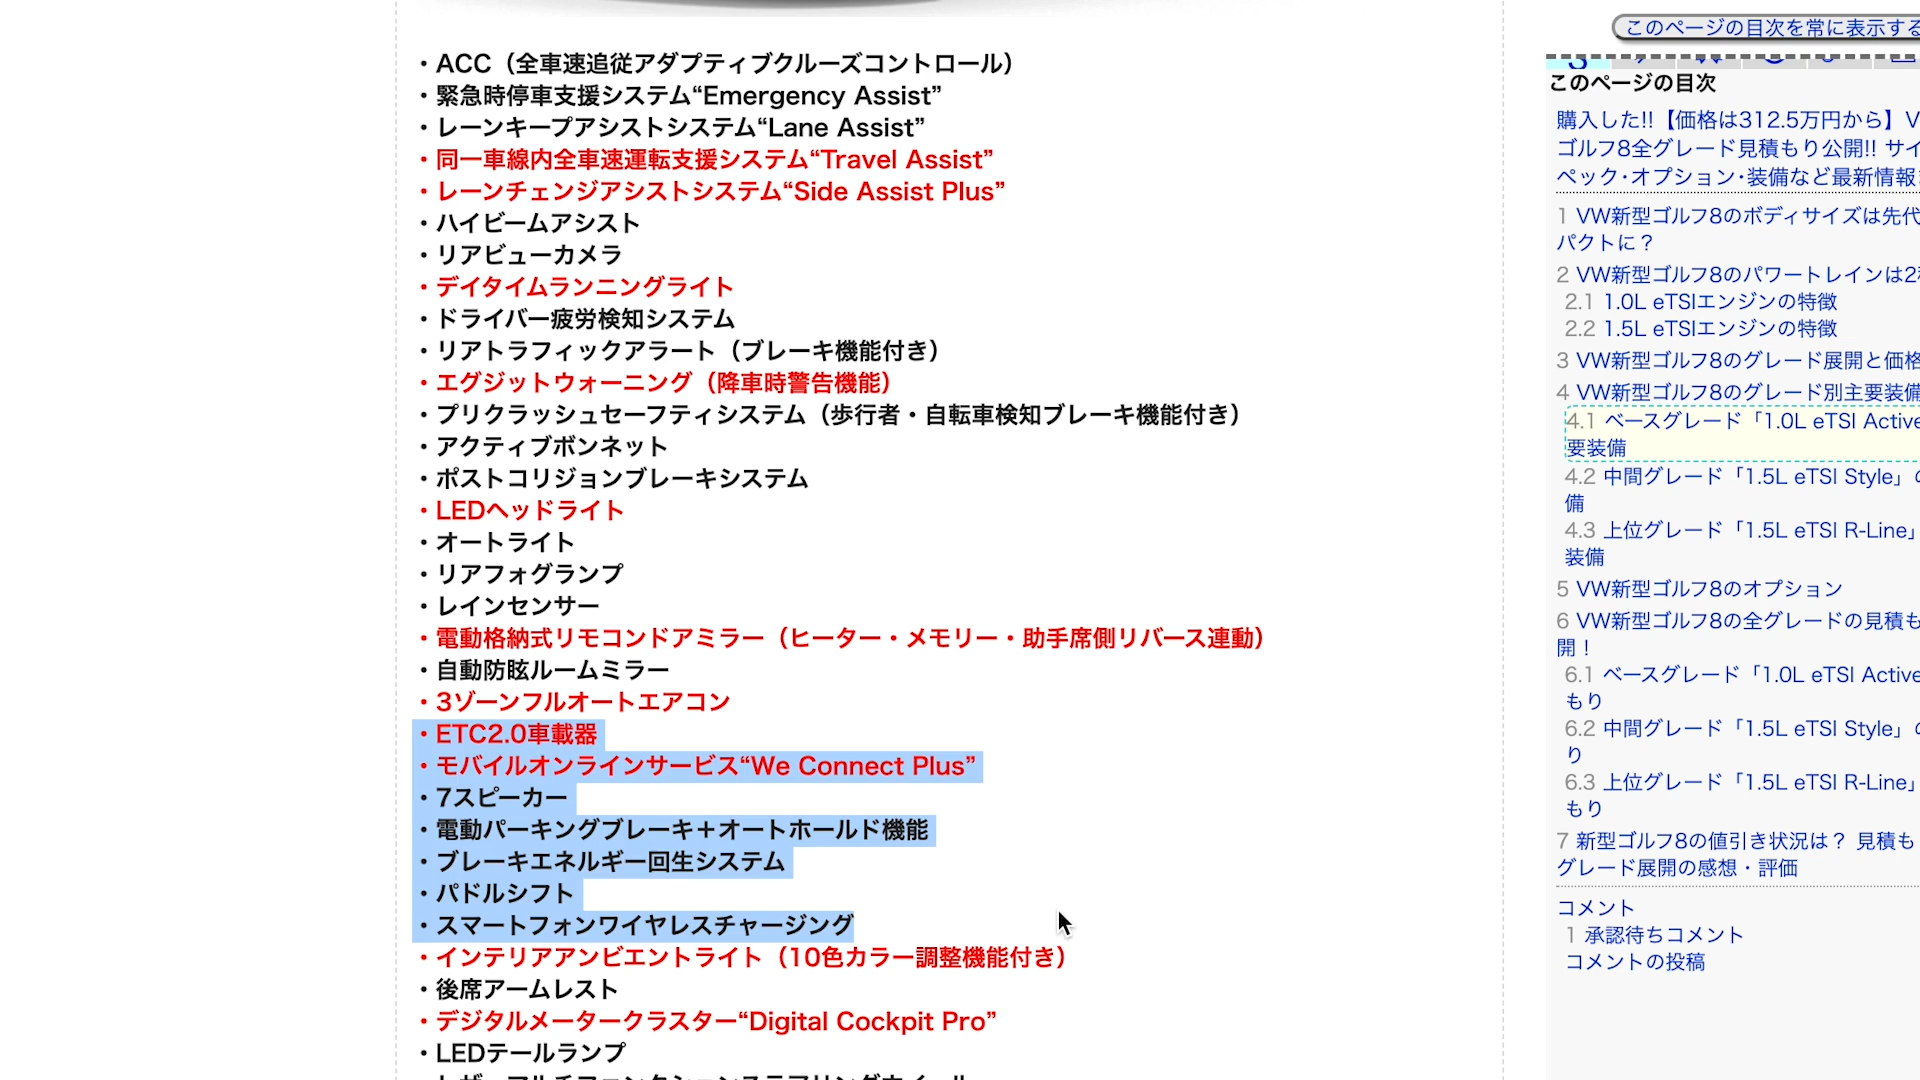 ・ACC（全車速追従アダプティブクルーズコントロール）
・緊急時停車支援システム“Emergency Assist”
・レーンキープアシストシステム“Lane Assist”
・同一車線内全車速運転支援システム“Travel Assist”
・レーンチェンジアシストシステム“Side Assist Plus”
・ハイビームアシスト
・リアビューカメラ
・デイタイムランニングライト
・ドライバー疲労検知システム
・リアトラフィックアラート（ブレーキ機能付き）
・エグジットウォーニング（降車時警告機能）
・プリクラッシュセーフティシステム（歩行者・自転車検知ブレーキ機能付き）
・アクティブボンネット
・ポストコリジョンブレーキシステム
・LEDヘッドライト
・オートライト
・リアフォグランプ
・レインセンサー
・電動格納式リモコンドアミラー（ヒーター・メモリー・助手席側リバース連動）
・自動防眩ルームミラー
・3ゾーンフルオートエアコン
・ETC2.0車載器
・モバイルオンラインサービス“We Connect Plus”
・7スピーカー
・電動パーキングブレーキ＋オートホールド機能
・ブレーキエネルギー回生システム
・パドルシフト
・スマートフォンワイヤレスチャージング
・インテリアアンビエントライト（10色カラー調整機能付き）
・後席アームレスト
・デジタルメータークラスター“Digital Cockpit Pro”
・LEDテールランプ
このページの目次を常に表示する
このページの目次
購入した!!【価格は312.5万円から】V
ゴルフ8全グレード見積もり公開!! サイ
ペック･オプション･装備など最新情報
1 VW新型ゴルフ8のボディサイズは先代
パクトに？
2 VW新型ゴルフ8のパワートレインは2
2.1 1.0L eTSIエンジンの特徴
2.2 1.5L eTSIエンジンの特徴
3 VW新型ゴルフ8のグレード展開と価格
4 VW新型ゴルフ8のグレード別主要装備
4.1 ベースグレード「1.0L eTSI Active
要装備
4.2 中間グレード「1.5L eTSI Style」の
備
4.3 上位グレード「1.5L eTSI R-Line」
装備
5 VW新型ゴルフ8のオプション
6 VW新型ゴルフ8の全グレードの見積も
開！
6.1 ベースグレード「1.0L eTSI Active
もり
6.2 中間グレード「1.5L eTSI Style」の
り
6.3 上位グレード「1.5L eTSI R-Line」
もり
7 新型ゴルフ8の値引き状況は？ 見積も
グレード展開の感想・評価
コメント
1 承認待ちコメント
コメントの投稿